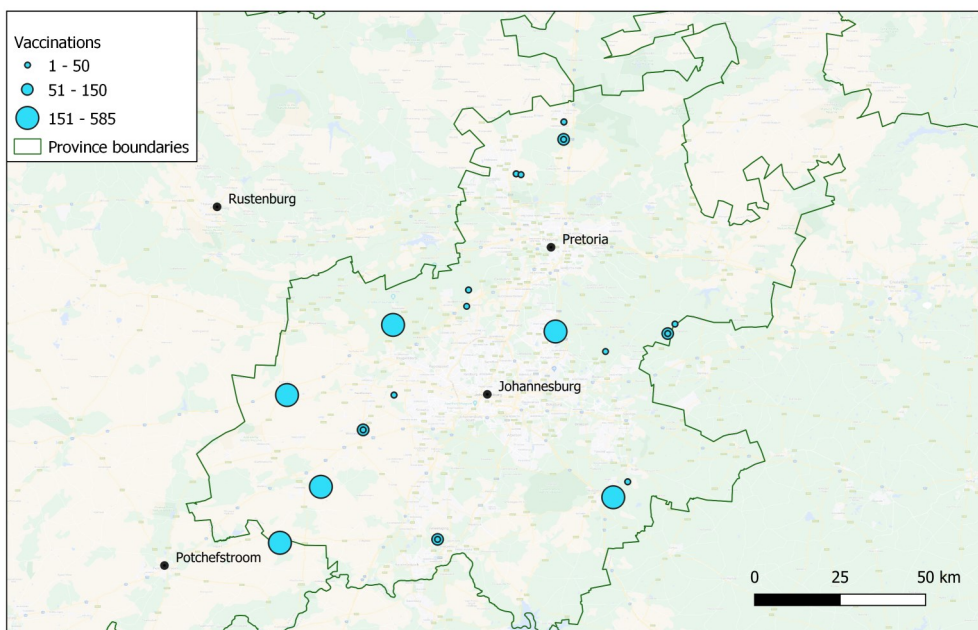 Vaccinations
1 - 50
51 - 150
151 - 585
Province boundaries
Rustenburg
Pretoria
Johannesburg
Potchefstroom
0 25 50 km